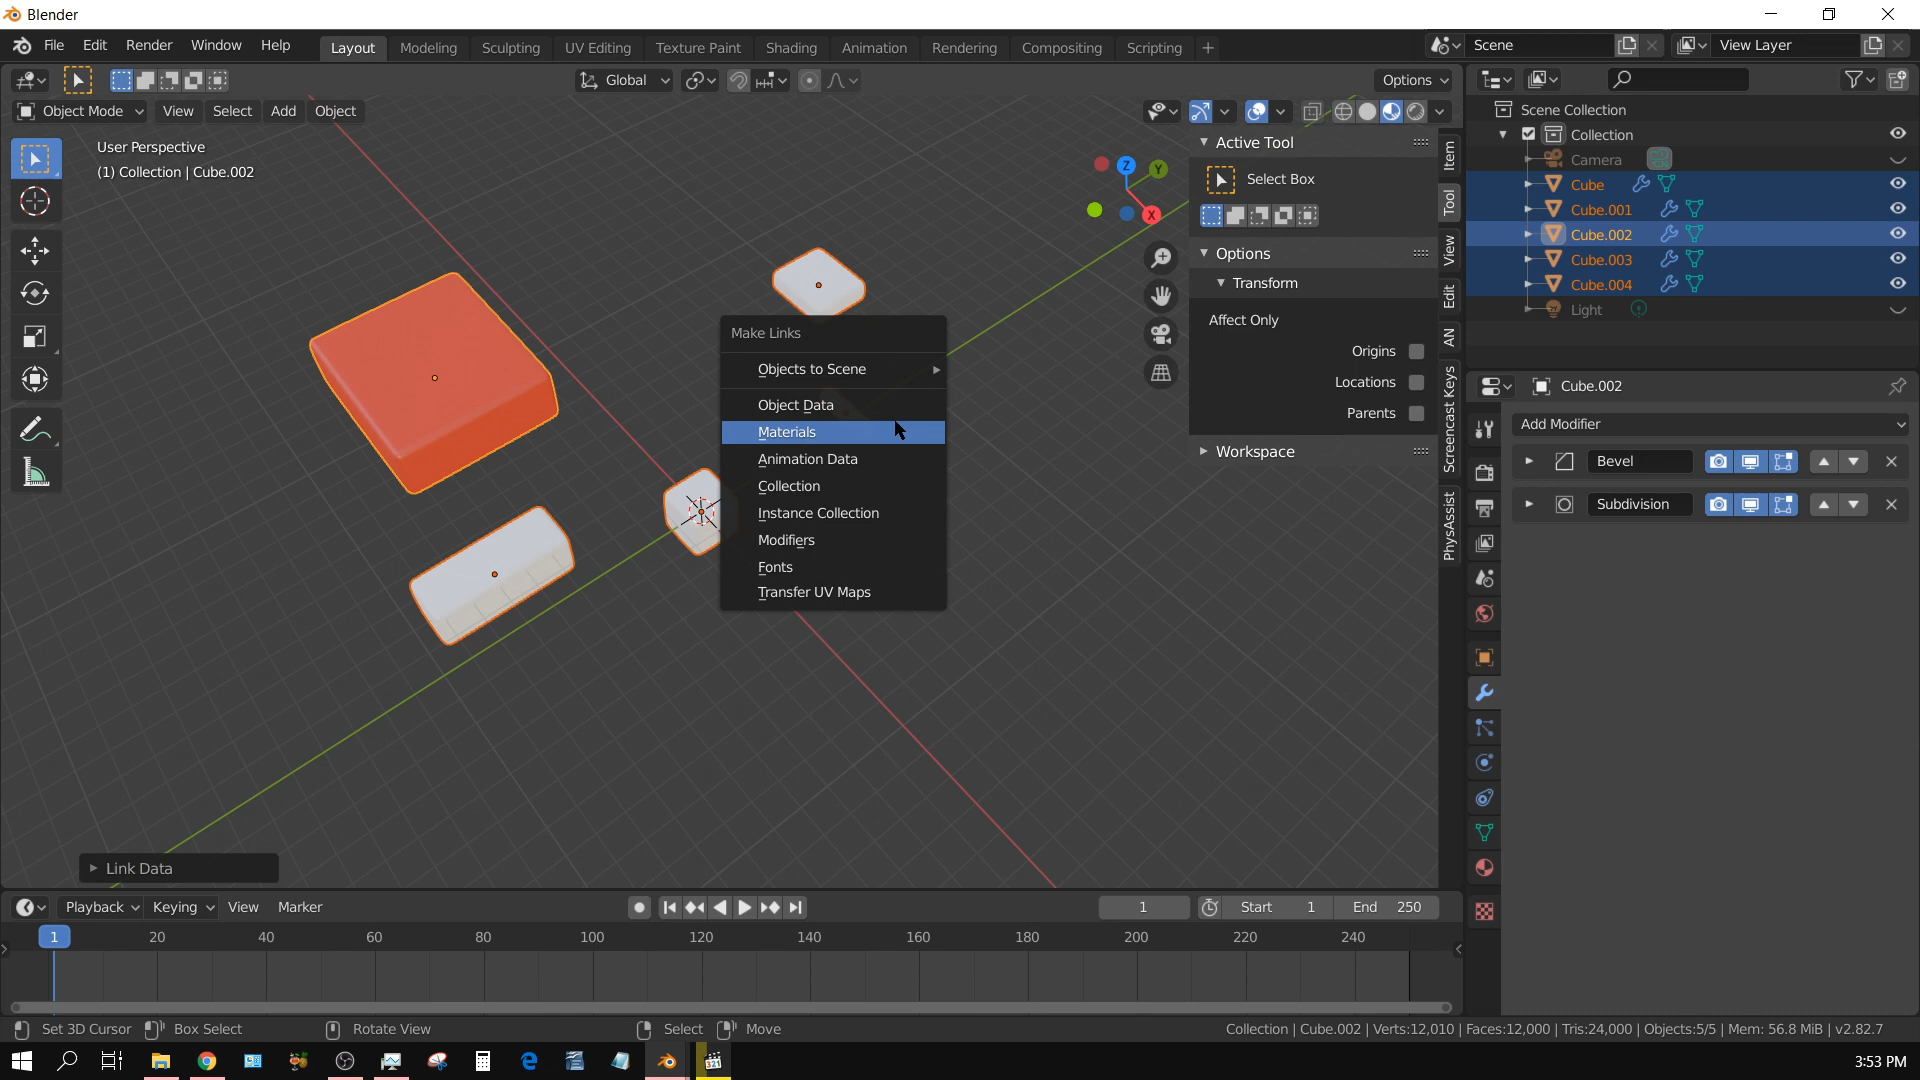 Blender
File Edit Render Window Help Layout Modeling Sculpting UV Editing Texture Paint Shading Animation Rendering Compositing Scripting + Scene View Layer
Global Options
Object Mode View Select Add Object
User Perspective
(1) Collection | Cube.002
Z
Y
X
Active Tool
Select Box
Options
Transform
Affect Only
Origins
Locations
Parents
Workspace
Item
Tool
View
Edit
AN
Screencast Keys
PhysAssist
Scene Collection
Collection
Camera
Cube
Cube.001
Cube.002
Cube.003
Cube.004
Light
Cube.002
Add Modifier
Bevel
Subdivision
Make Links
Objects to Scene
Object Data
Materials
Animation Data
Collection
Instance Collection
Modifiers
Fonts
Transfer UV Maps
Link Data
Playback Keying View Marker 1 Start 1 End 250
1 20 40 60 80 100 120 140 160 180 200 220 240
Set 3D Cursor Box Select Rotate View Select Move Collection | Cube.002 | Verts:12,010 | Faces:12,000 | Tris:24,000 | Objects:5/5 | Mem: 56.8 MiB | v2.82.7
321
3:53 PM